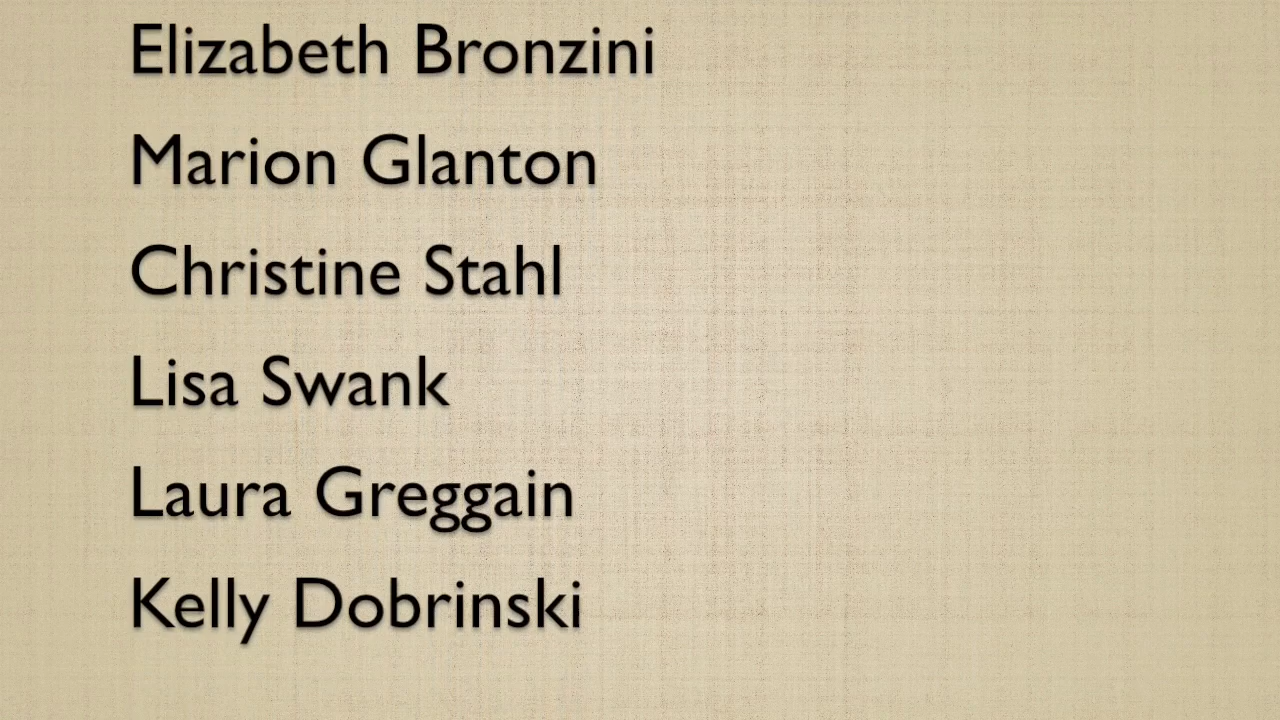 Elizabeth Bronzini
Marion Glanton
Christine Stahl
Lisa Swank
Laura Greggain
Kelly Dobrinski